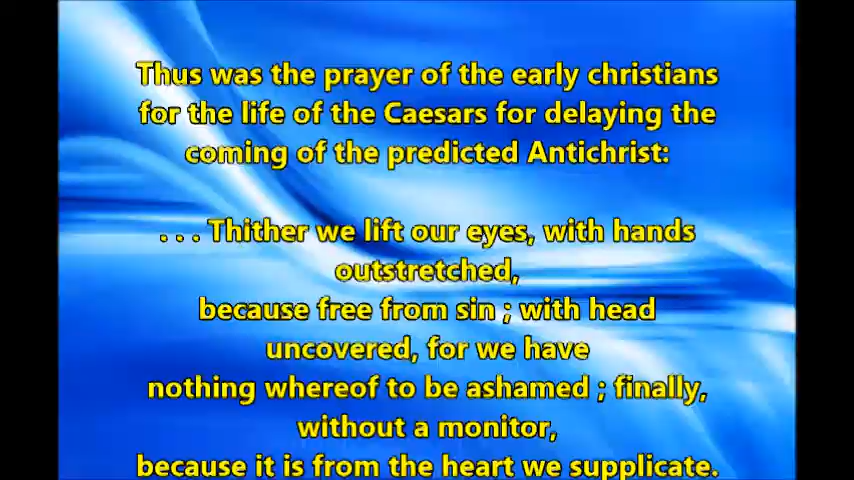 Thus was the prayer of the early christians
for the life of the Caesars for delaying the
coming of the predicted Antichrist:
. . . Thither we lift our eyes, with hands
outstretched,
because free from sin ; with head
uncovered, for we have
nothing whereof to be ashamed ; finally,
without a monitor,
because it is from the heart we supplicate.